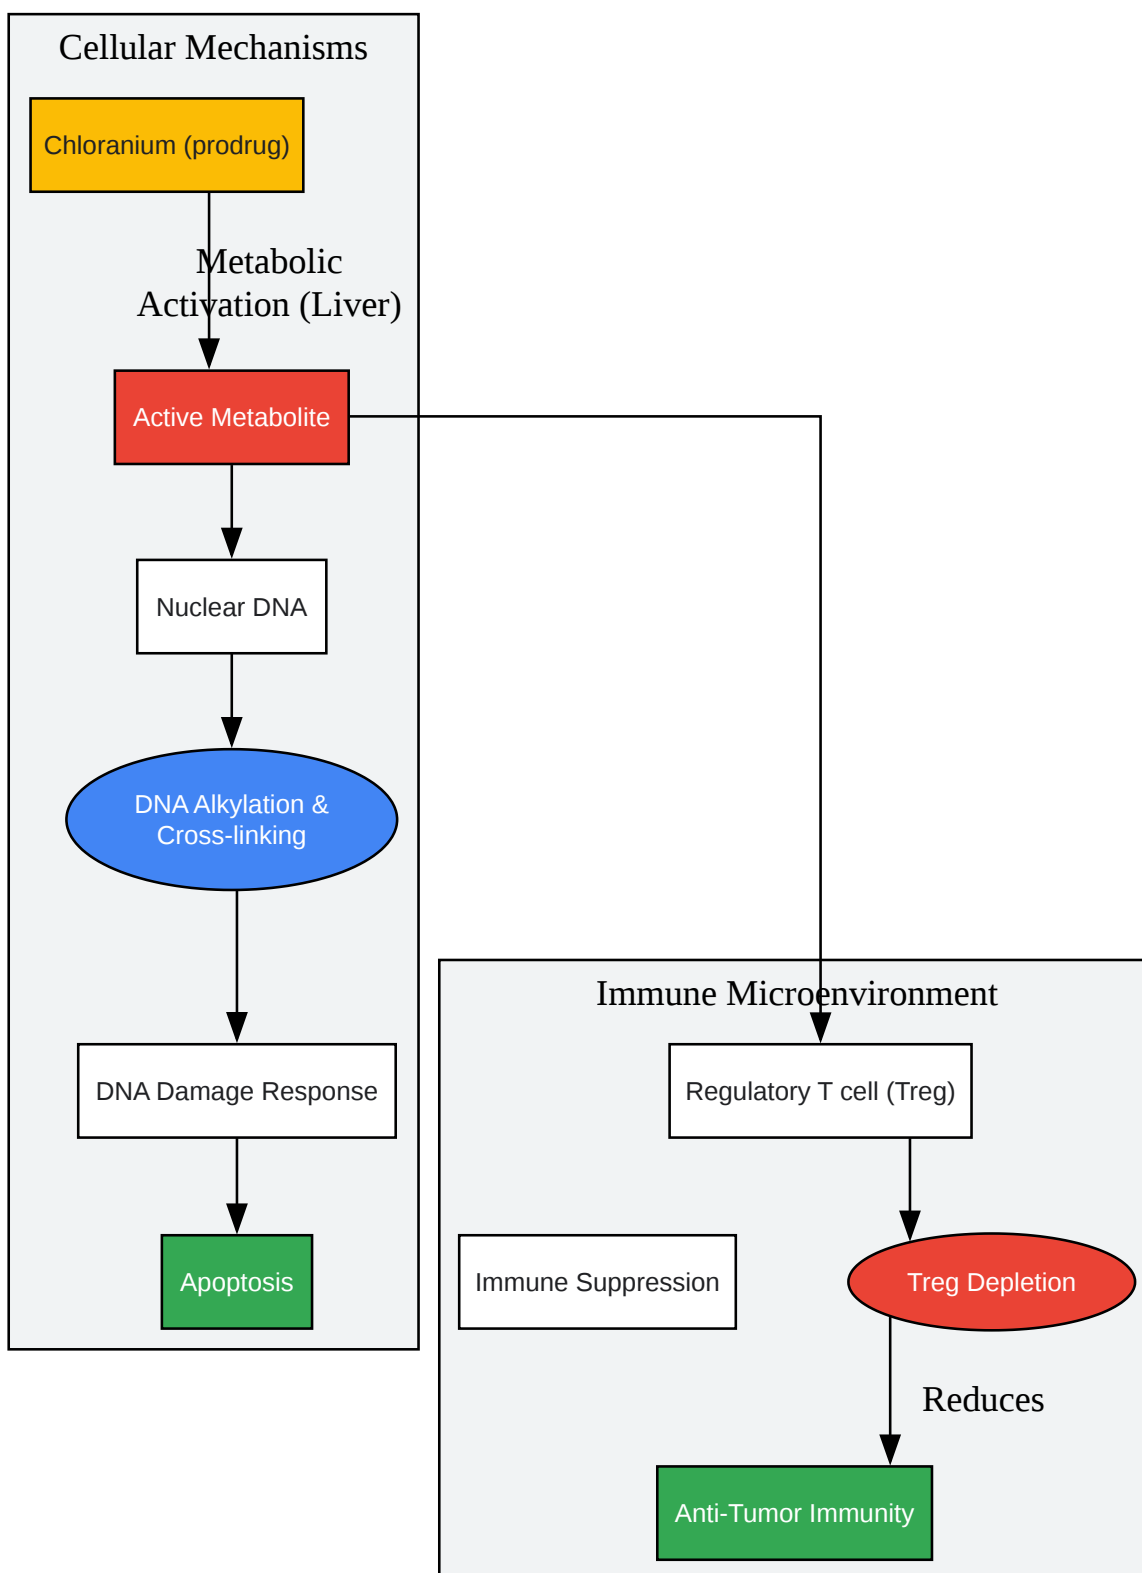 Cellular Mechanisms
Chloranium (prodrug)
Metabolic
Activation (Liver)
Active Metabolite
Nuclear DNA
DNA Alkylation &
Cross-linking
DNA Damage Response
Apoptosis
Immune Microenvironment
Regulatory T cell (Treg)
Immune Suppression
Treg Depletion
Reduces
Anti-Tumor Immunity